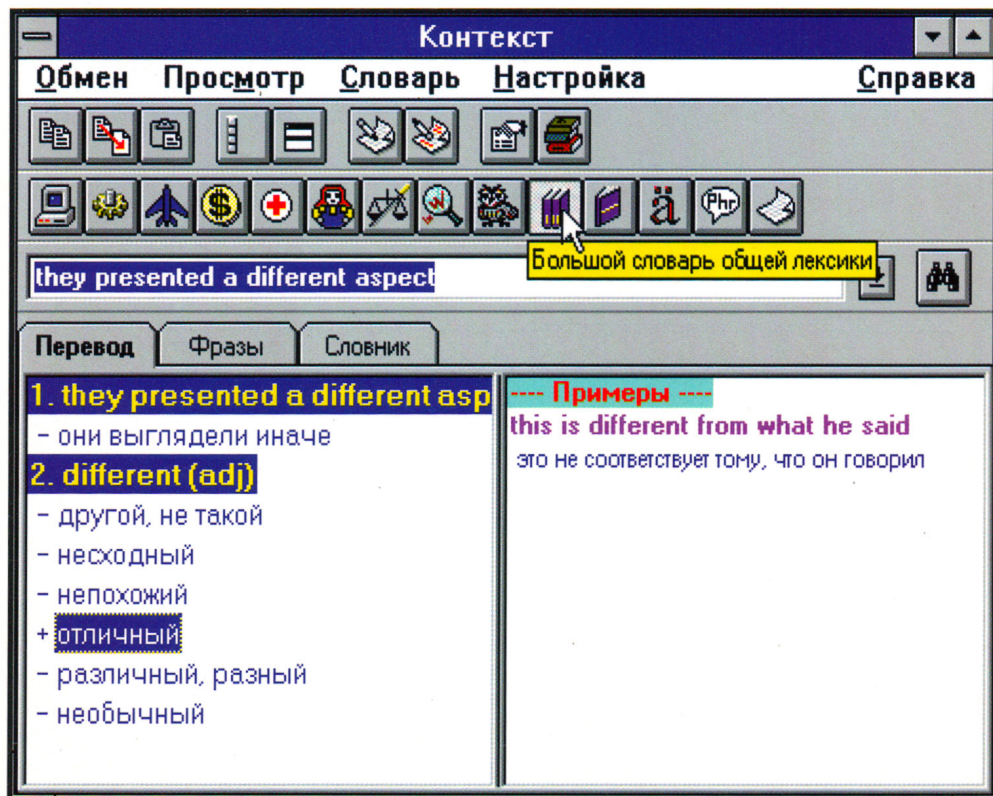 Контекст
Обмен Просмотр Словарь Настройка Справка
ä Phr
Большой словарь общей лексики
they presented a different aspect
Перевод Фразы Словник
1. they presented a different asp
- они выглядели иначе
2. different (adj)
- другой, не такой
- несходный
- непохожий
+ отличный
- различный, разный
- необычный
---- Примеры ----
this is different from what he said
это не соответствует тому, что он говорил